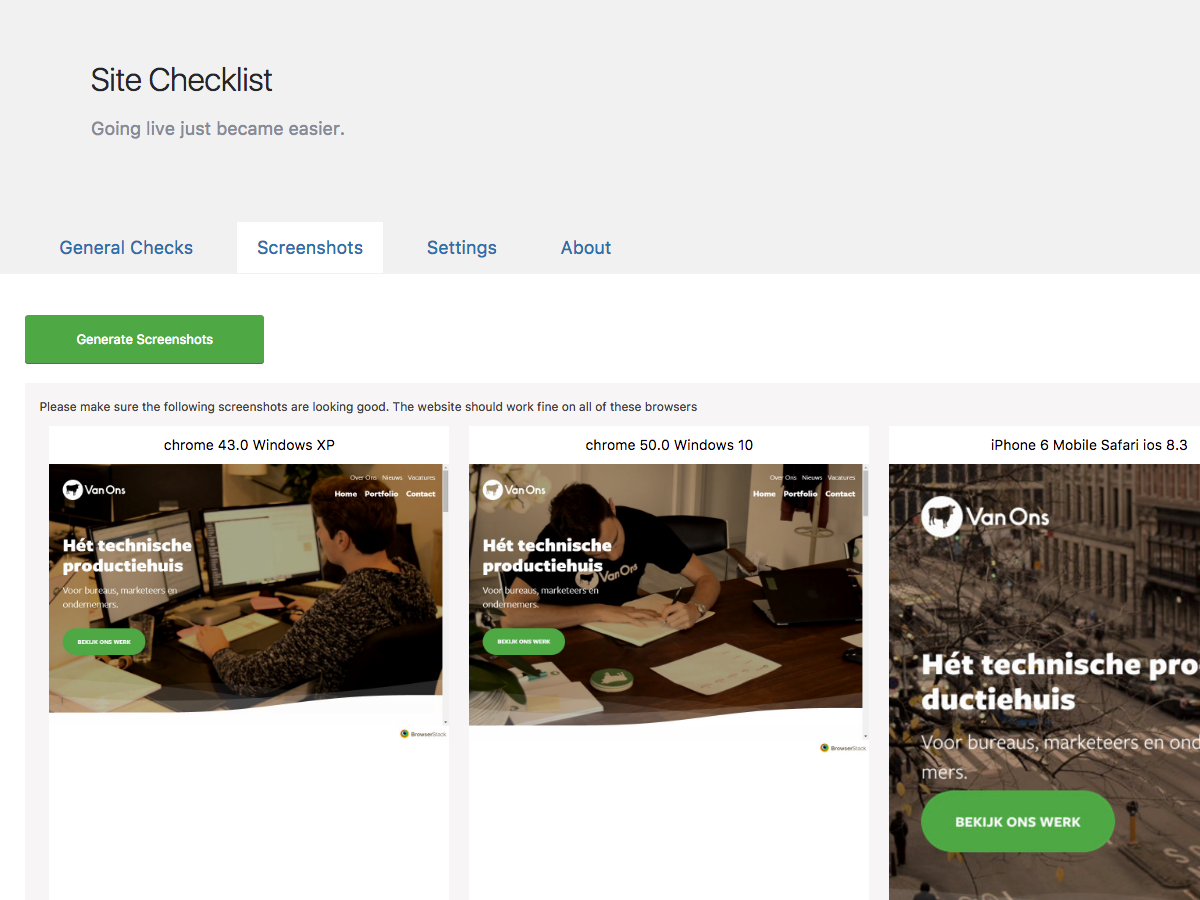 Site Checklist
Going live just became easier.
General Checks Screenshots Settings About
Generate Screenshots
Please make sure the following screenshots are looking good. The website should work fine on all of these browsers
chrome 43.0 Windows XP
Over Ons Nieuws Vacatures
Van Ons
Home Portfolio Contact
Hét technische
productiehuis
Voor bureaus, marketeers en
ondernemers.
BEKIJK ONS WERK
BrowserStack
chrome 50.0 Windows 10
Over Ons Nieuws Vacatures
Van Ons
Home Portfolio Contact
Hét technische
productiehuis
Van Ons
Voor bureaus, marketeers en
ondernemers.
BEKIJK ONS WERK
BrowserStack
iPhone 6 Mobile Safari ios 8.3
Van Ons
Hét technische pro
ductiehuis
Voor bureaus, marketeers en ond
mers.
BEKIJK ONS WERK